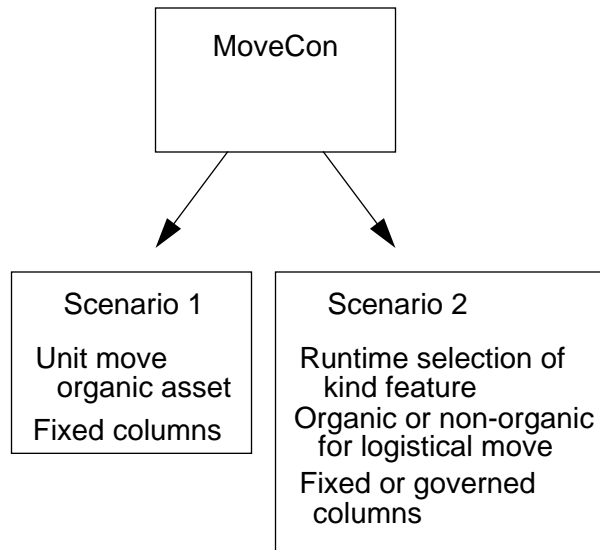 MoveCon
Scenario 1
Unit move
organic asset
Fixed columns
Scenario 2
Runtime selection of
kind feature
Organic or non-organic
for logistical move
Fixed or governed
columns